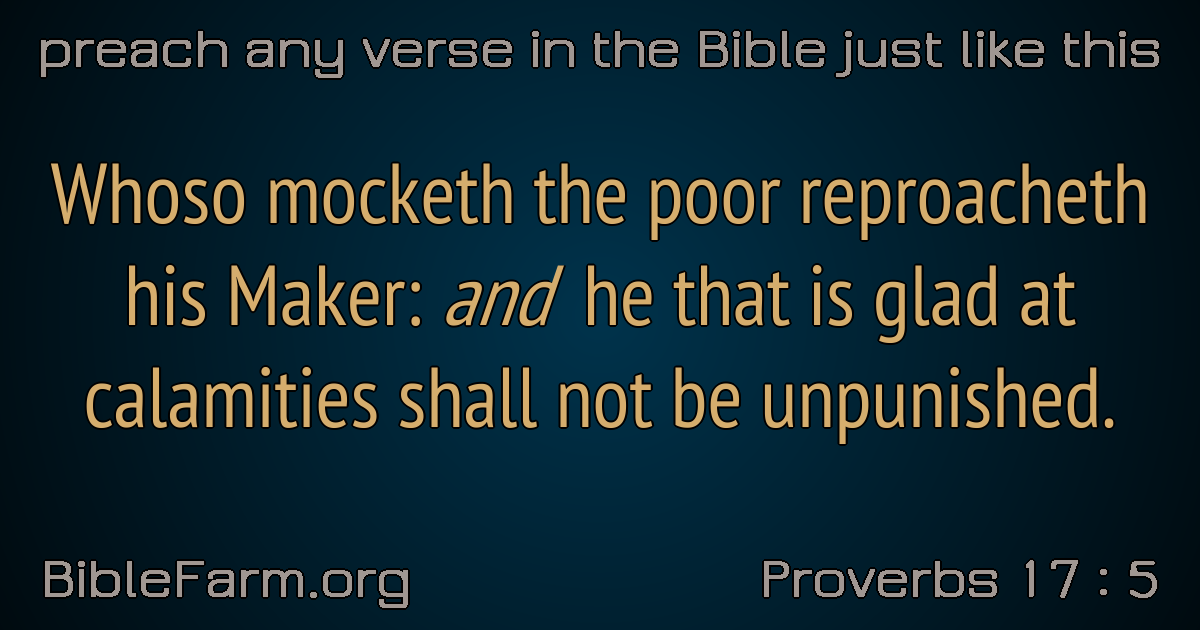 preach any verse in the Bible just like this
Whoso mocketh the poor reproacheth
his Maker: and he that is glad at
calamities shall not be unpunished.
BibleFarm.org
Proverbs 17 : 5